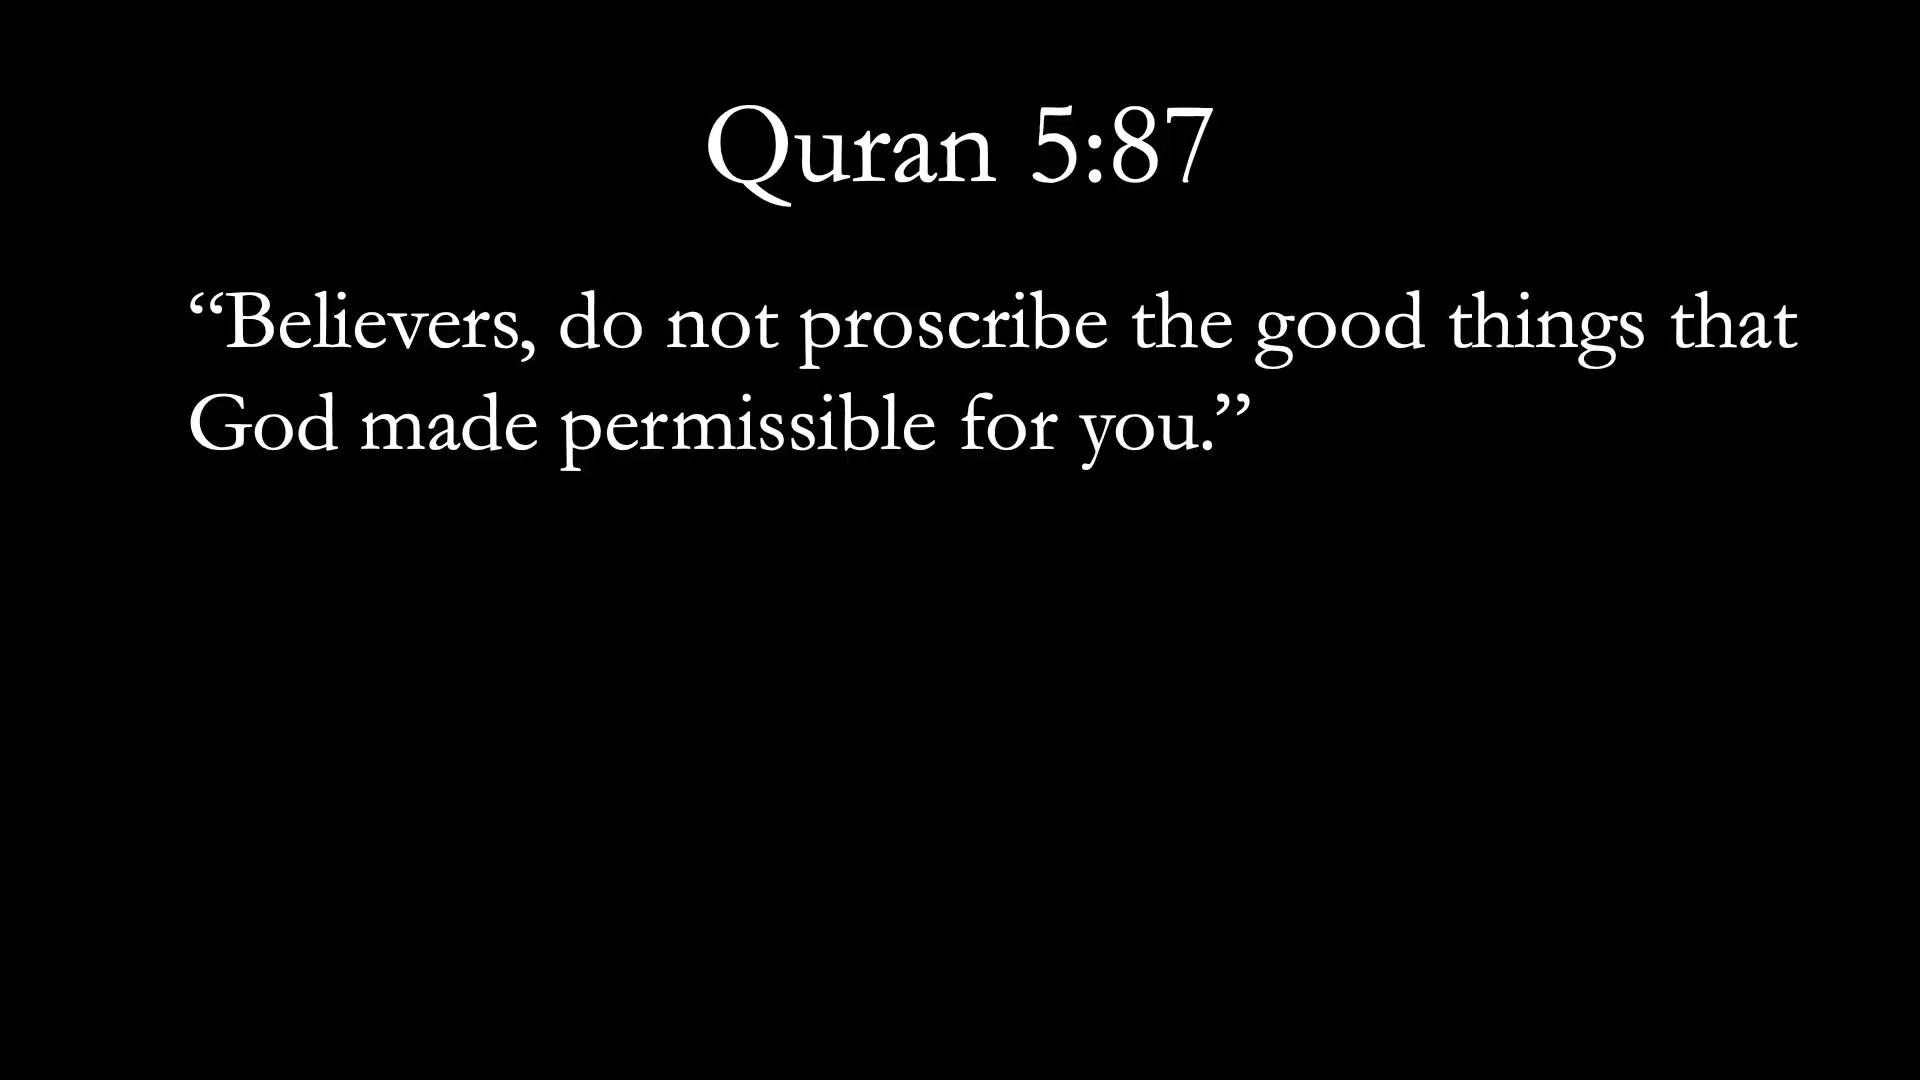 Quran 5:87
“Believers, do not proscribe the good things that
God made permissible for you.”